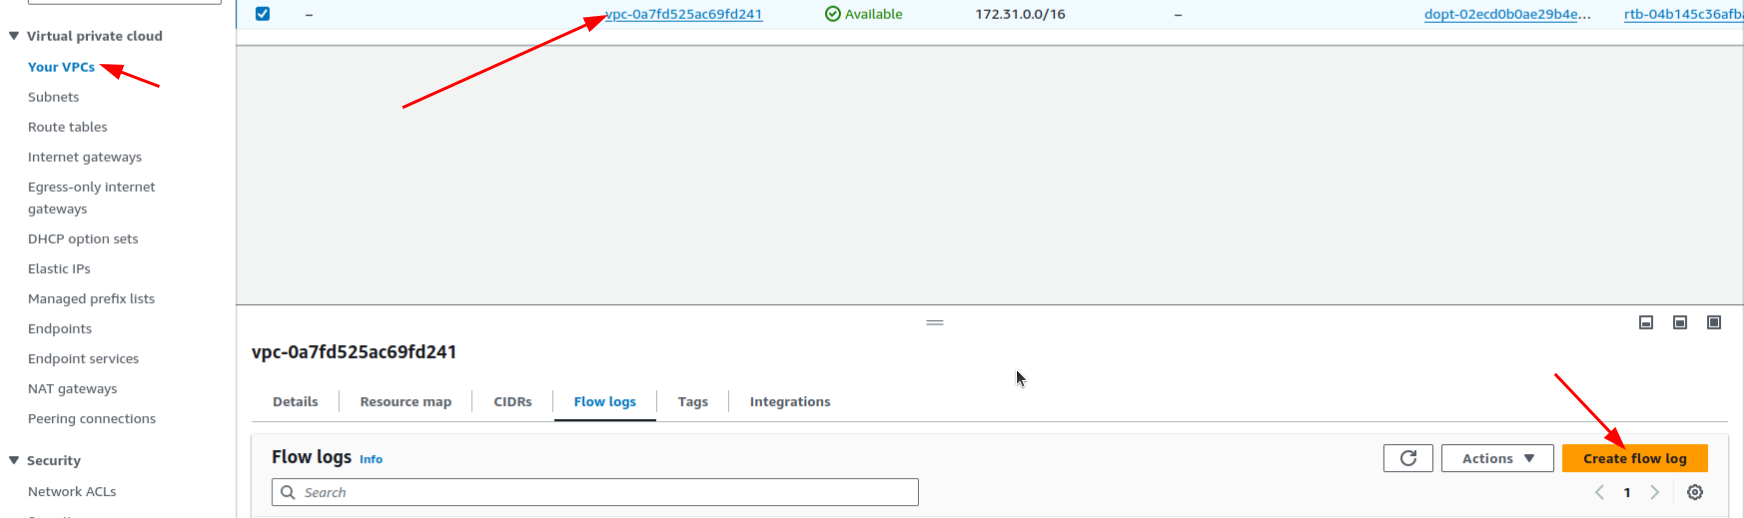 – vpc-0a7fd525ac69fd241 Available 172.31.0.0/16 – dopt-02ecd0b0ae29b4e… rtb-04b145c36afb
Virtual private cloud
Your VPCs
Subnets
Route tables
Internet gateways
Egress-only internet
gateways
DHCP option sets
Elastic IPs
Managed prefix lists
Endpoints
Endpoint services
NAT gateways
Peering connections
Security
Network ACLs
vpc-0a7fd525ac69fd241
Details Resource map CIDRs Flow logs Tags Integrations
Flow logs Info Actions Create flow log
Search 1